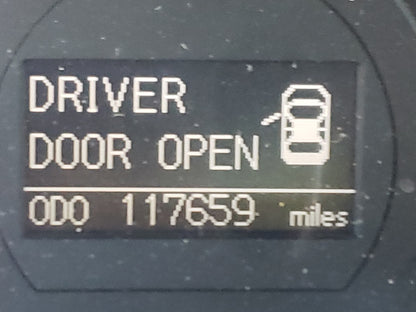 DRIVER
DOOR OPEN
ODO 117659 miles